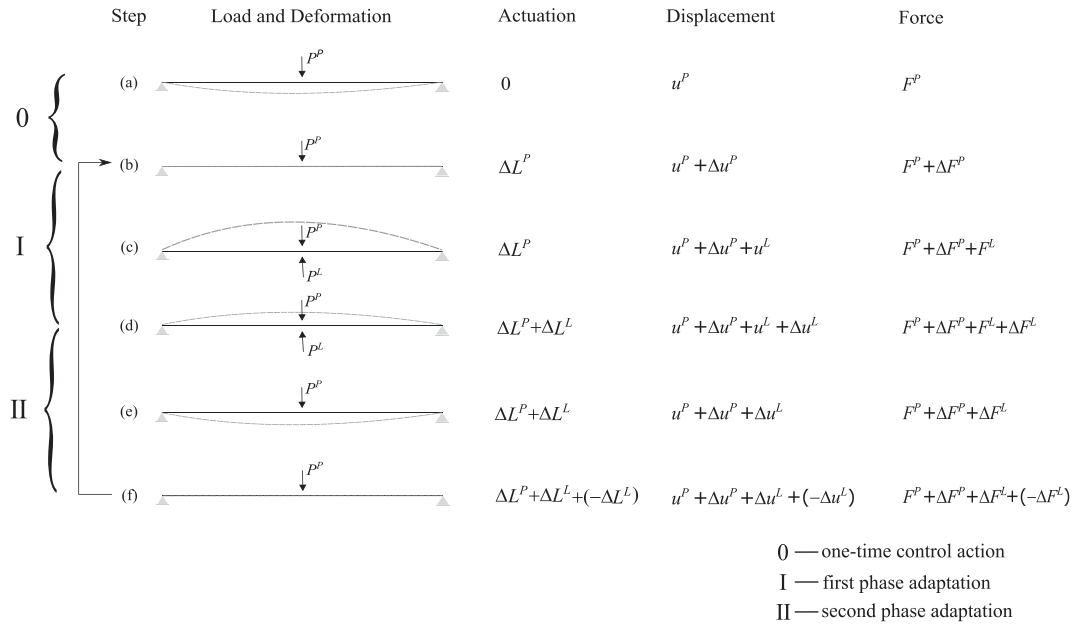 Step Load and Deformation Actuation Displacement Force
P^P
(a) 0 u^P F^P
0
P^P
(b) ΔL^P u^P + Δu^P F^P+ΔF^P
I
(c) P^P ΔL^P u^P + Δu^P + u^L F^P+ΔF^P+F^L
P^L
P^P
(d) ΔL^P+ΔL^L u^P + Δu^P + u^L + Δu^L F^P+ΔF^P+F^L+ΔF^L
P^L
P^P
II
(e) ΔL^P+ΔL^L u^P + Δu^P + Δu^L F^P+ΔF^P+ΔF^L
P^P
(f) ΔL^P+ΔL^L+(−ΔL^L) u^P + Δu^P + Δu^L + (−Δu^L) F^P+ΔF^P+ΔF^L+(−ΔF^L)
0 — one-time control action
I — first phase adaptation
II — second phase adaptation